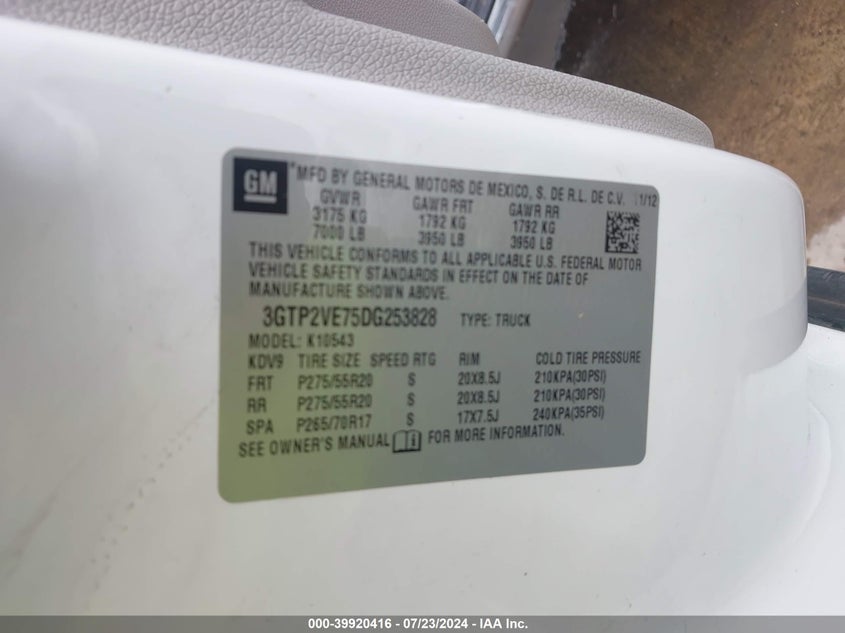 GM
*MFD BY GENERAL MOTORS DE MEXICO, S. DE R.L. DE C.V. 11/12
GVWR GAWR FRT GAWR RR
3175 KG 1792 KG 1792 KG
7000 LB 3950 LB 3950 LB
THIS VEHICLE CONFORMS TO ALL APPLICABLE U.S. FEDERAL MOTOR
VEHICLE SAFETY STANDARDS IN EFFECT ON THE DATE OF
MANUFACTURE SHOWN ABOVE.
3GTP2VE75DG253828 TYPE: TRUCK
MODEL: K10543
KDV9 TIRE SIZE SPEED RTG RIM COLD TIRE PRESSURE
FRT P275/55R20 S 20X8.5J 210KPA(30PSI)
RR P275/55R20 S 20X8.5J 210KPA(30PSI)
SPA P265/70R17 S 17X7.5J 240KPA(35PSI)
SEE OWNER'S MANUAL FOR MORE INFORMATION.
000-39920416 - 07/23/2024 - IAA Inc.